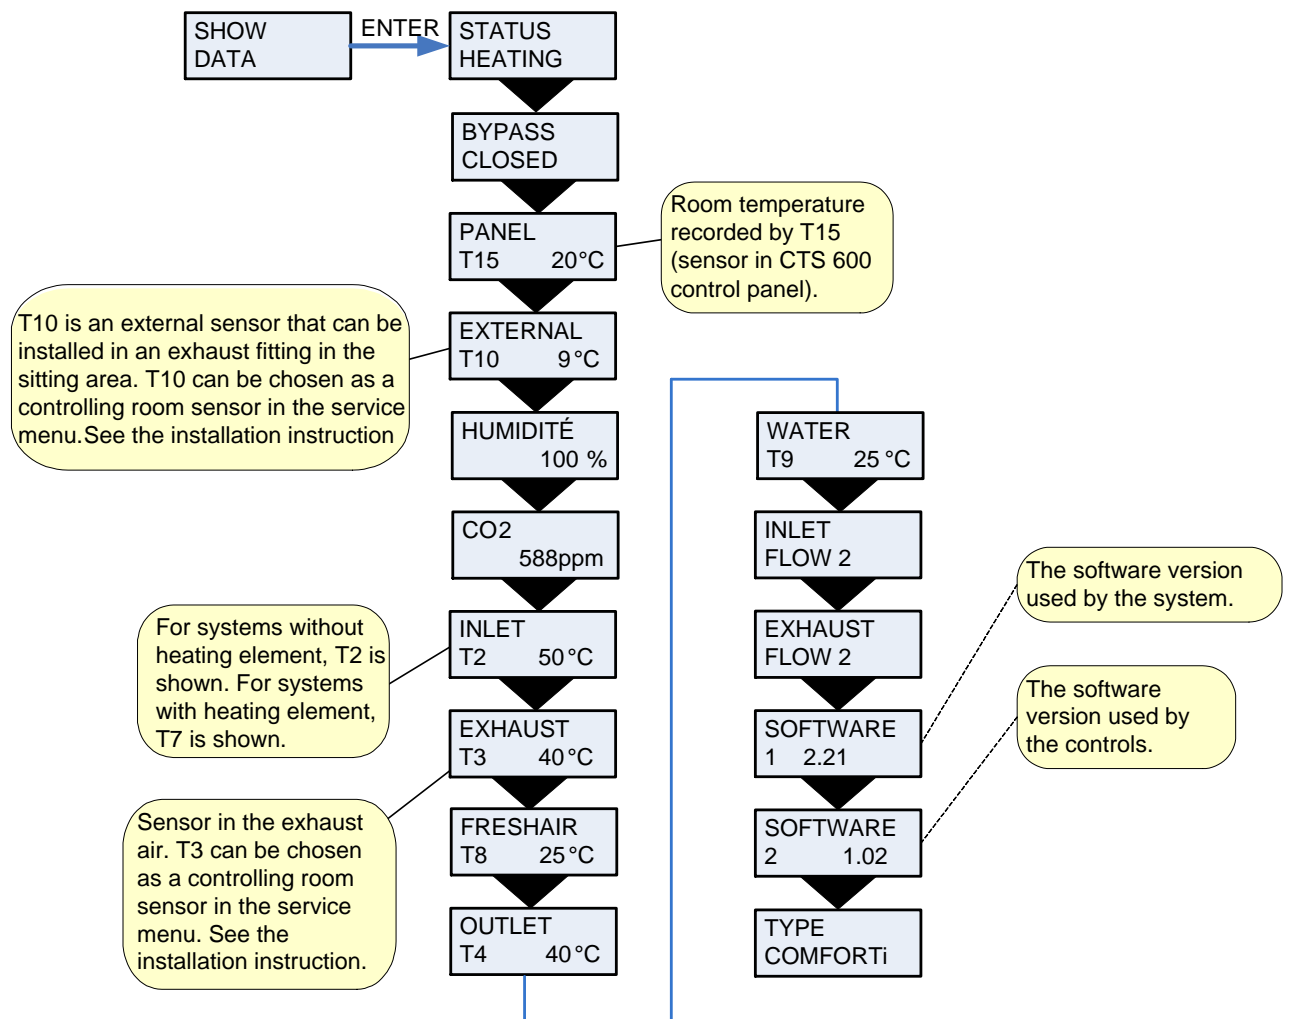 SHOW
DATA
ENTER
STATUS
HEATING
BYPASS
CLOSED
PANEL
T15 20°C
Room temperature
recorded by T15
(sensor in CTS 600
control panel).
T10 is an external sensor that can be
installed in an exhaust fitting in the
sitting area. T10 can be chosen as a
controlling room sensor in the service
menu.See the installation instruction
EXTERNAL
T10 9°C
HUMIDITÉ
100 %
CO2
588ppm
For systems without
heating element, T2 is
shown. For systems
with heating element,
T7 is shown.
INLET
T2 50°C
EXHAUST
T3 40°C
Sensor in the exhaust
air. T3 can be chosen
as a controlling room
sensor in the service
menu. See the
installation instruction.
FRESHAIR
T8 25°C
OUTLET
T4 40°C
WATER
T9 25°C
INLET
FLOW 2
EXHAUST
FLOW 2
The software version
used by the system.
SOFTWARE
1 2.21
The software
version used by
the controls.
SOFTWARE
2 1.02
TYPE
COMFORTi